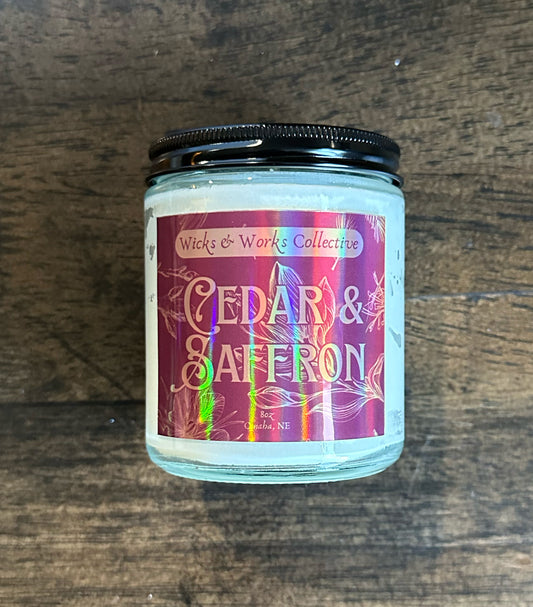 Wicks & Works Collective
CEDAR &
SAFFRON
8oz
Omaha, NE